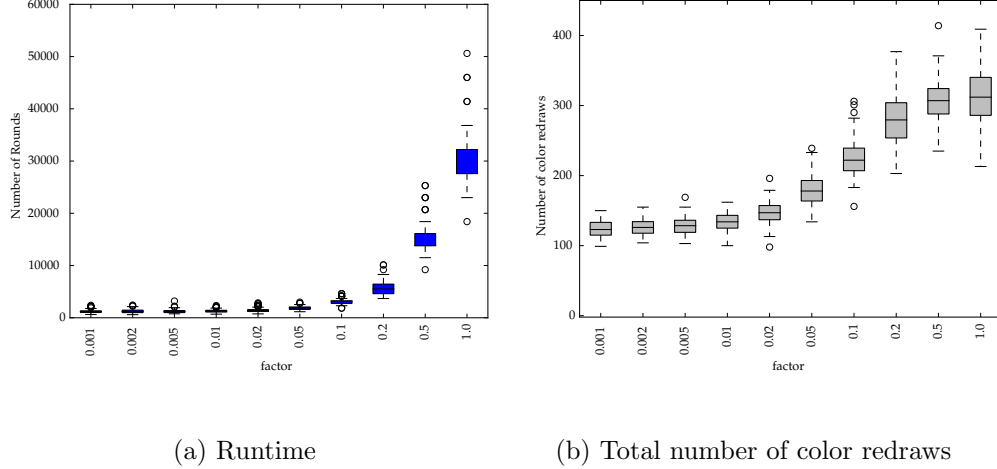 60000
50000
40000
30000
20000
10000
0
Number of Rounds
0.001 0.002 0.005 0.01 0.02 0.05 0.1 0.2 0.5 1.0
factor
(a) Runtime
400
300
200
100
0
Number of color redraws
0.001 0.002 0.005 0.01 0.02 0.05 0.1 0.2 0.5 1.0
factor
(b) Total number of color redraws